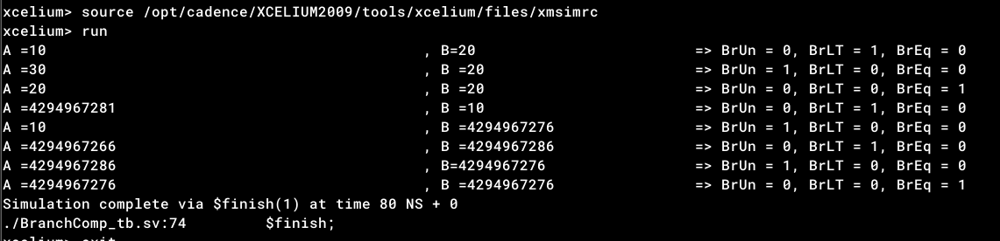 xcelium> source /opt/cadence/XCELIUM2009/tools/xcelium/files/xmsimrc
xcelium> run
A =10 , B=20 => BrUn = 0, BrLT = 1, BrEq = 0
A =30 , B =20 => BrUn = 1, BrLT = 0, BrEq = 0
A =20 , B =20 => BrUn = 0, BrLT = 0, BrEq = 1
A =4294967281 , B =10 => BrUn = 0, BrLT = 1, BrEq = 0
A =10 , B =4294967276 => BrUn = 1, BrLT = 0, BrEq = 0
A =4294967266 , B =4294967286 => BrUn = 0, BrLT = 1, BrEq = 0
A =4294967286 , B=4294967276 => BrUn = 1, BrLT = 0, BrEq = 0
A =4294967276 , B =4294967276 => BrUn = 0, BrLT = 0, BrEq = 1
Simulation complete via $finish(1) at time 80 NS + 0
./BranchComp_tb.sv:74 $finish;
xcelium> exit